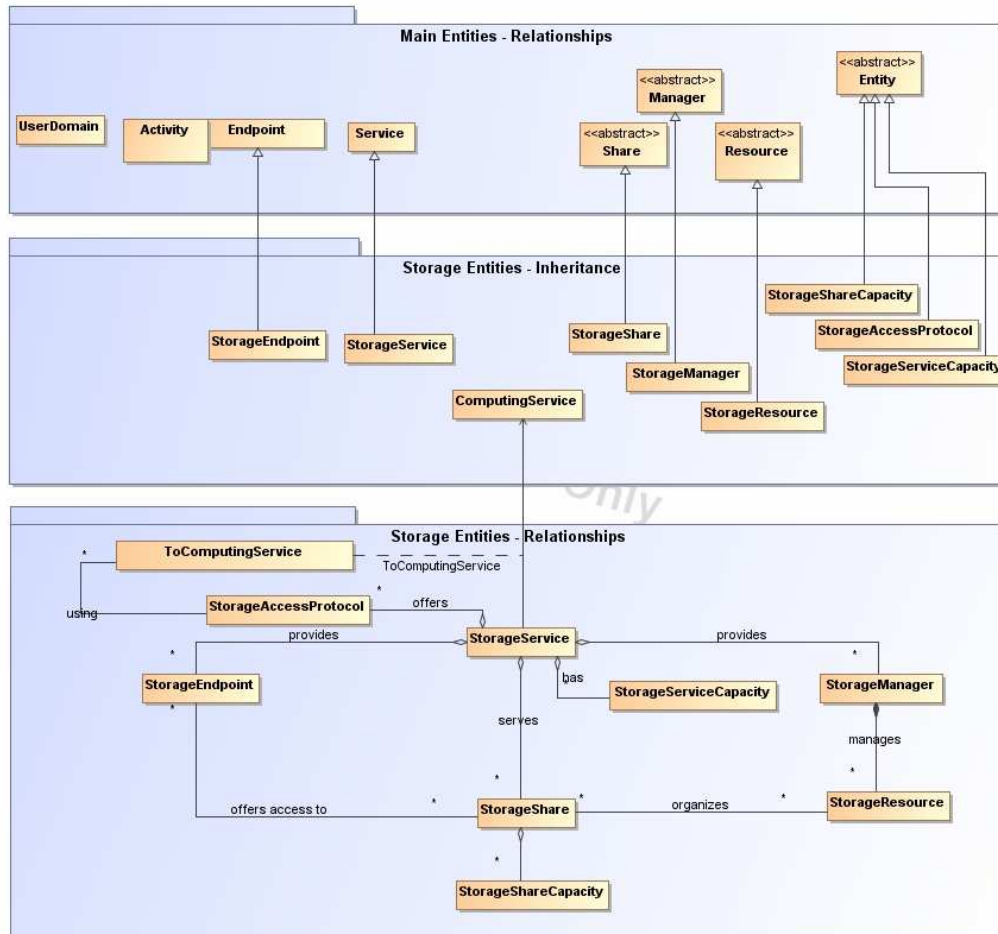 Main Entities - Relationships
<<abstract>>
Entity
<<abstract>>
Manager
UserDomain
Activity
Endpoint
Service
<<abstract>>
Share
<<abstract>>
Resource
Storage Entities - Inheritance
StorageShareCapacity
StorageAccessProtocol
StorageEndpoint
StorageService
StorageShare
StorageManager
StorageServiceCapacity
ComputingService
StorageResource
Only
Storage Entities - Relationships
*
ToComputingService
ToComputingService
*
using
StorageAccessProtocol
offers
provides
StorageService
provides
*
*
has
*
StorageEndpoint
StorageServiceCapacity
StorageManager
*
serves
manages
*
*
*
*
*
offers access to
StorageShare
organizes
StorageResource
*
StorageShareCapacity